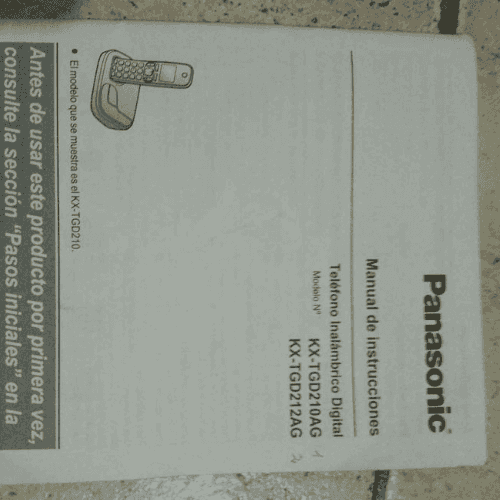 Panasonic
Manual de instrucciones
Teléfono Inalámbrico Digital
Modelo Nº KX-TGD210AG
KX-TGD212AG
• El modelo que se muestra es el KX-TGD210.
Antes de usar este producto por primera vez,
consulte la sección "Pasos iniciales" en la